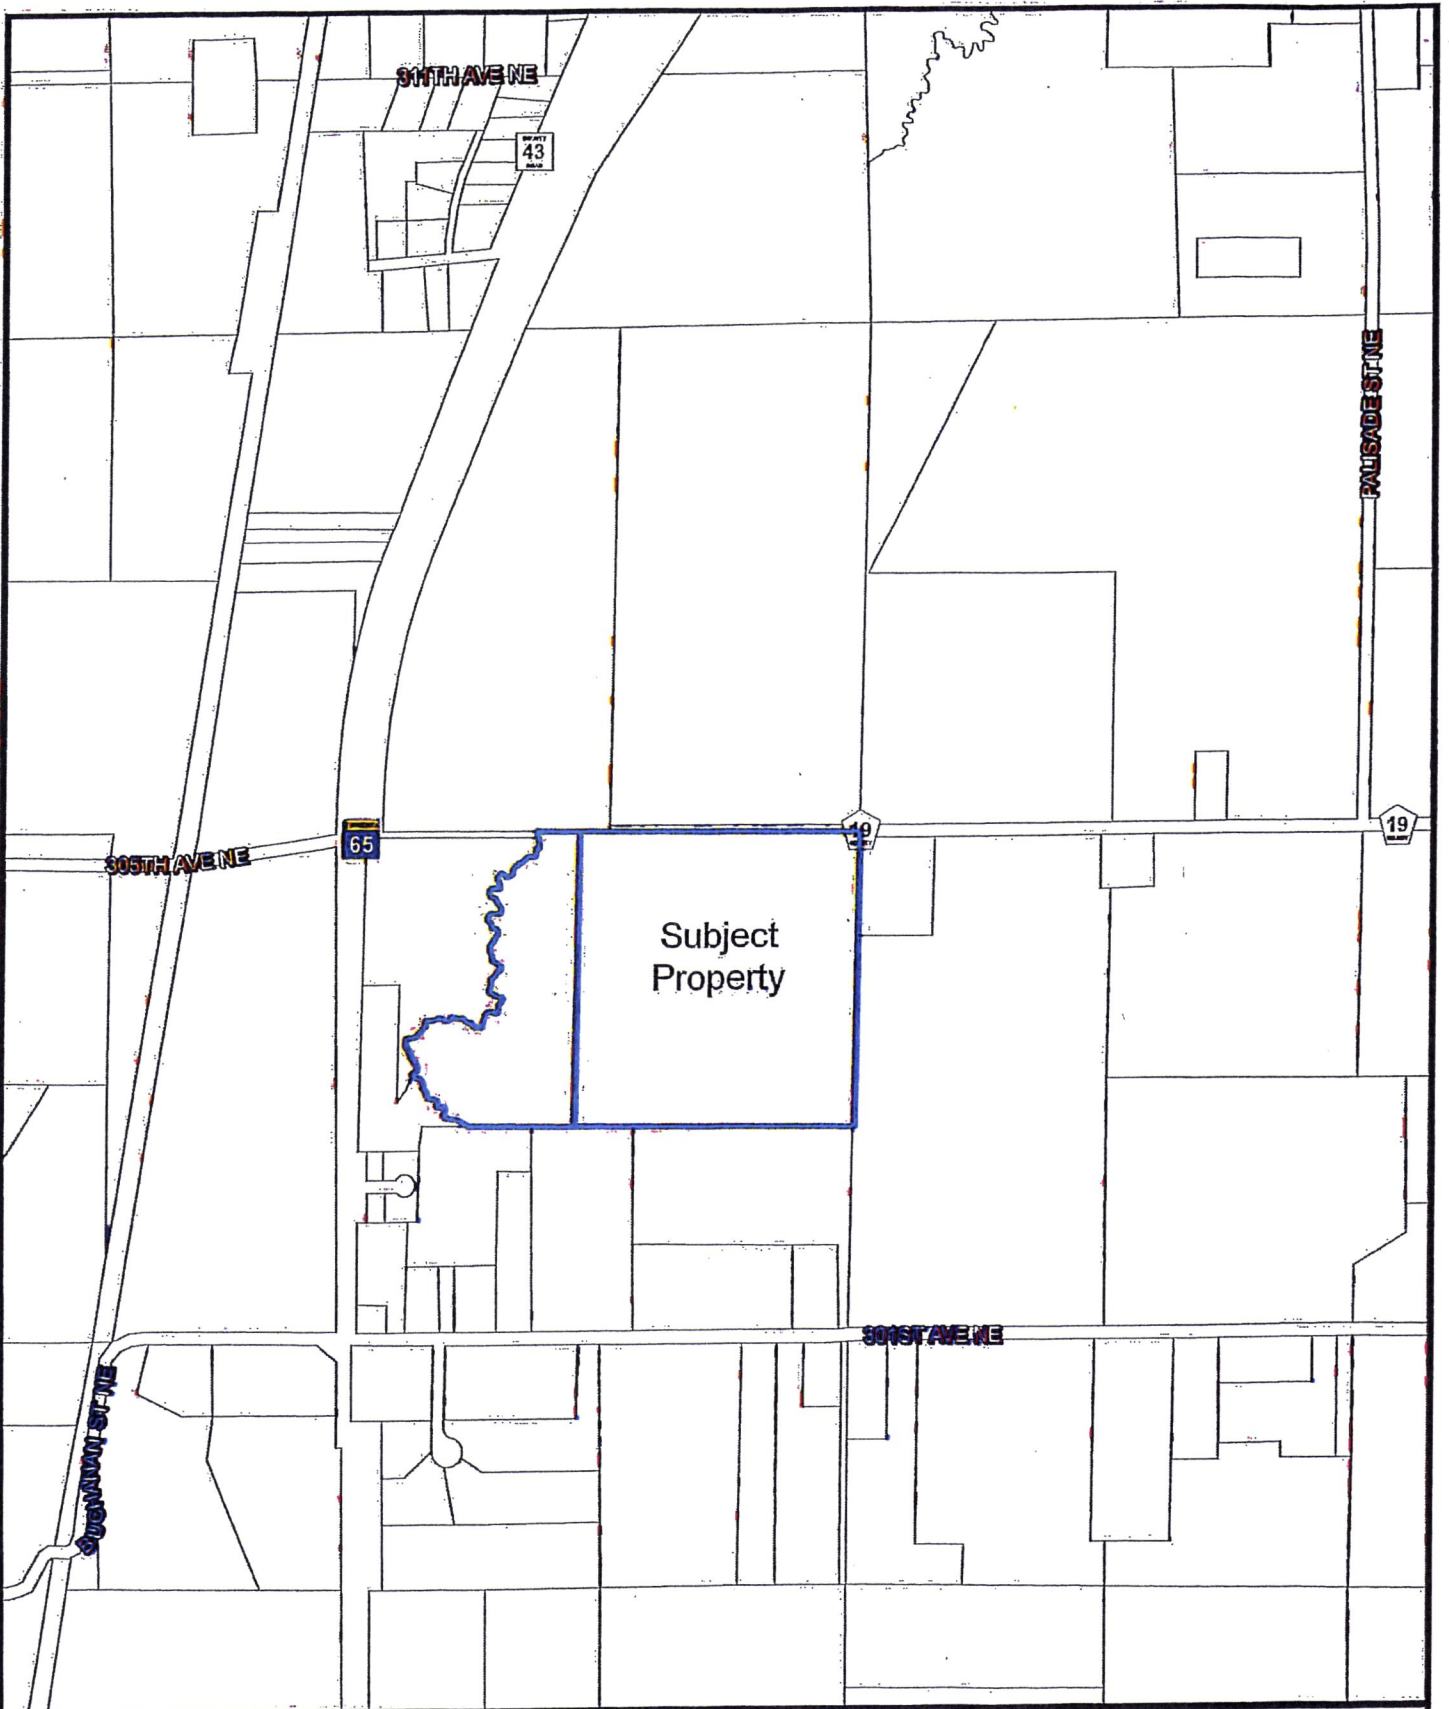 311TH AVE NE
43
PALISADE ST NE
65
19
19
305TH AVE NE
Subject
Property
301ST AVE NE
BUCHANAN ST NE